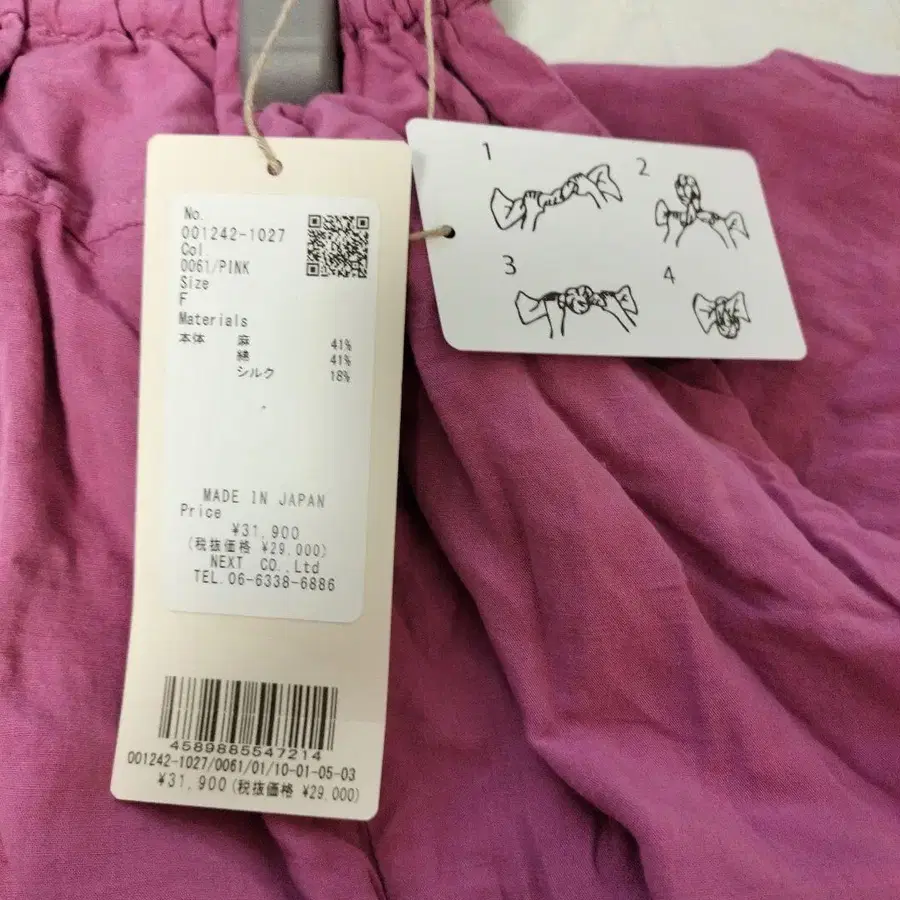 No.
001242-1027
Col.
0061/PINK
Size
F
Materials
本体 麻 41%
綿 41%
シルク 18%
MADE IN JAPAN
Price
¥31,900
(税抜価格 ¥29,000)
NEXT CO.,Ltd
TEL.06-6338-6886
4589885547214
001242-1027/0061/01/10-01-05-03
¥31,900(税抜価格 ¥29,000)
1
2
3
4